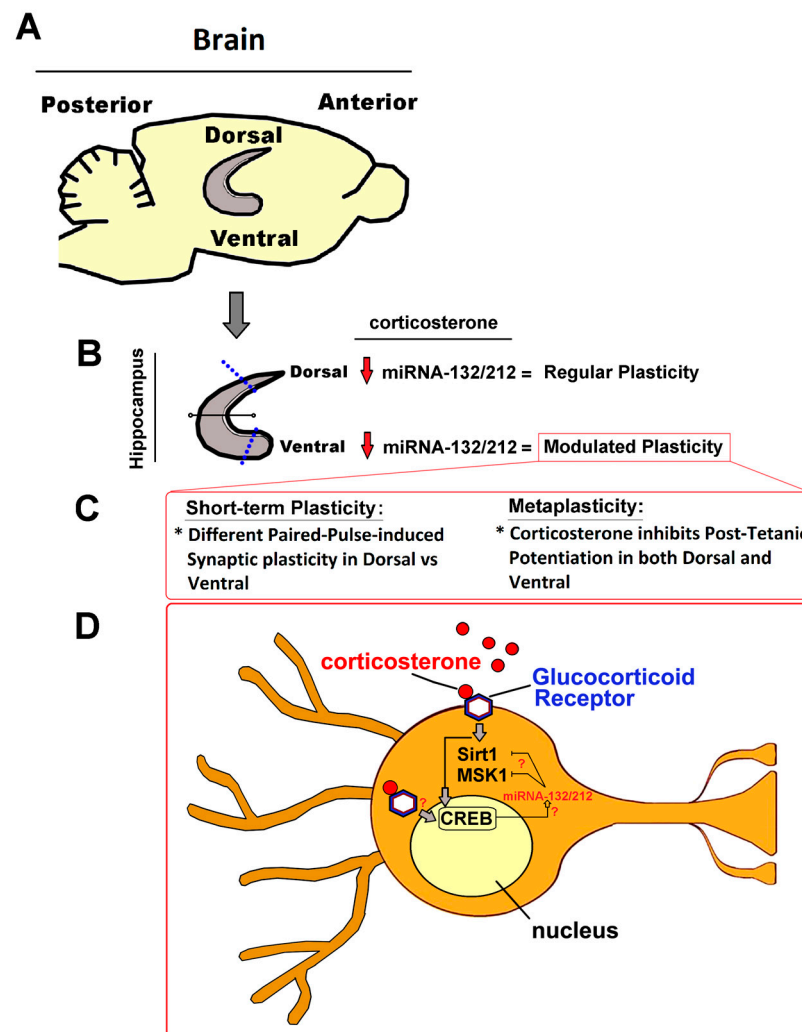 A
Brain
Posterior
Anterior
Dorsal
Ventral
B
Hippocampus
corticosterone
Dorsal miRNA-132/212 = Regular Plasticity
Ventral miRNA-132/212 = Modulated Plasticity
C
Short-term Plasticity:
* Different Paired-Pulse-induced
Synaptic plasticity in Dorsal vs
Ventral
Metaplasticity:
* Corticosterone inhibits Post-Tetanic
Potentiation in both Dorsal and
Ventral
D
corticosterone
Glucocorticoid
Receptor
Sirt1
?
MSK1
miRNA-132/212
?
?
CREB
nucleus